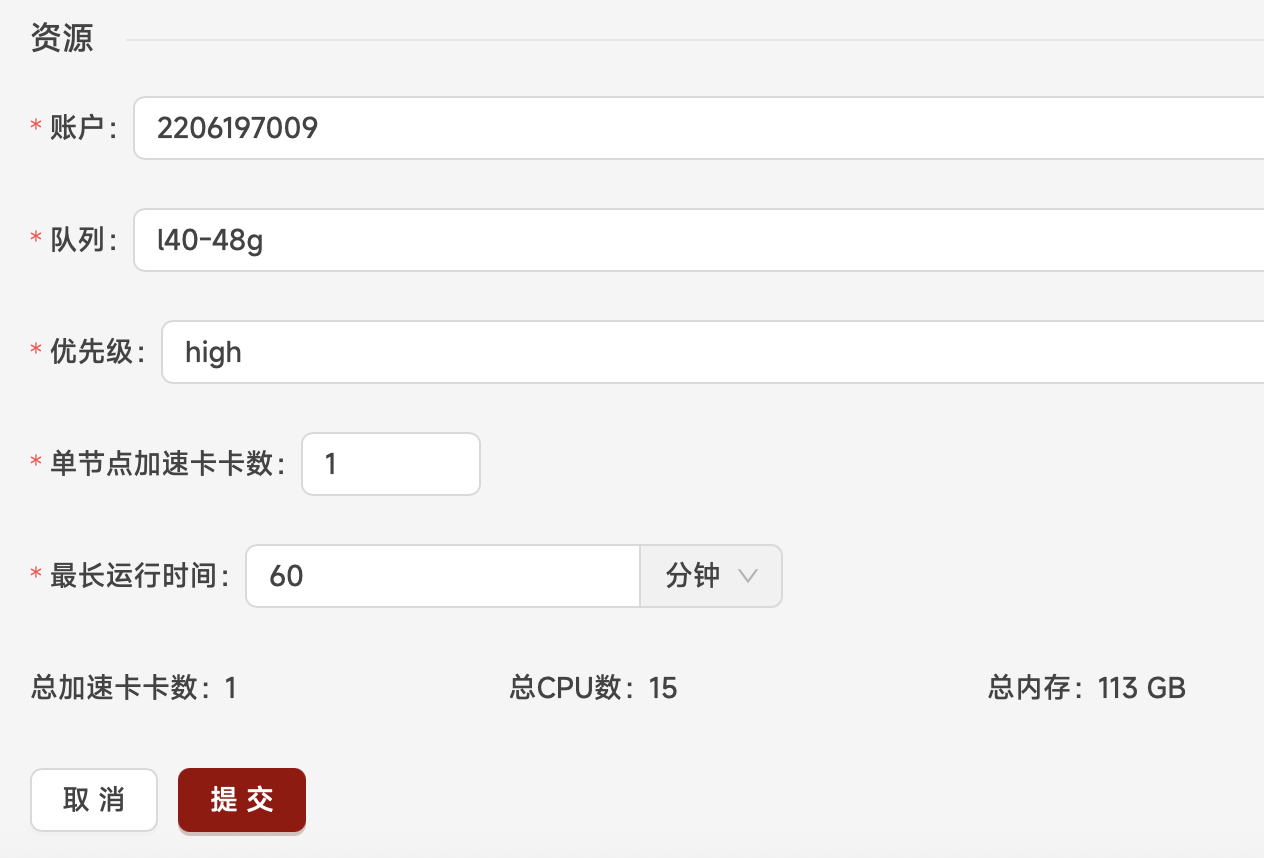 资源
* 账户: 2206197009
* 队列: l40-48g
* 优先级: high
* 单节点加速卡卡数: 1
* 最长运行时间: 60 分钟
总加速卡卡数: 1 总CPU数: 15 总内存: 113 GB
取 消 提 交